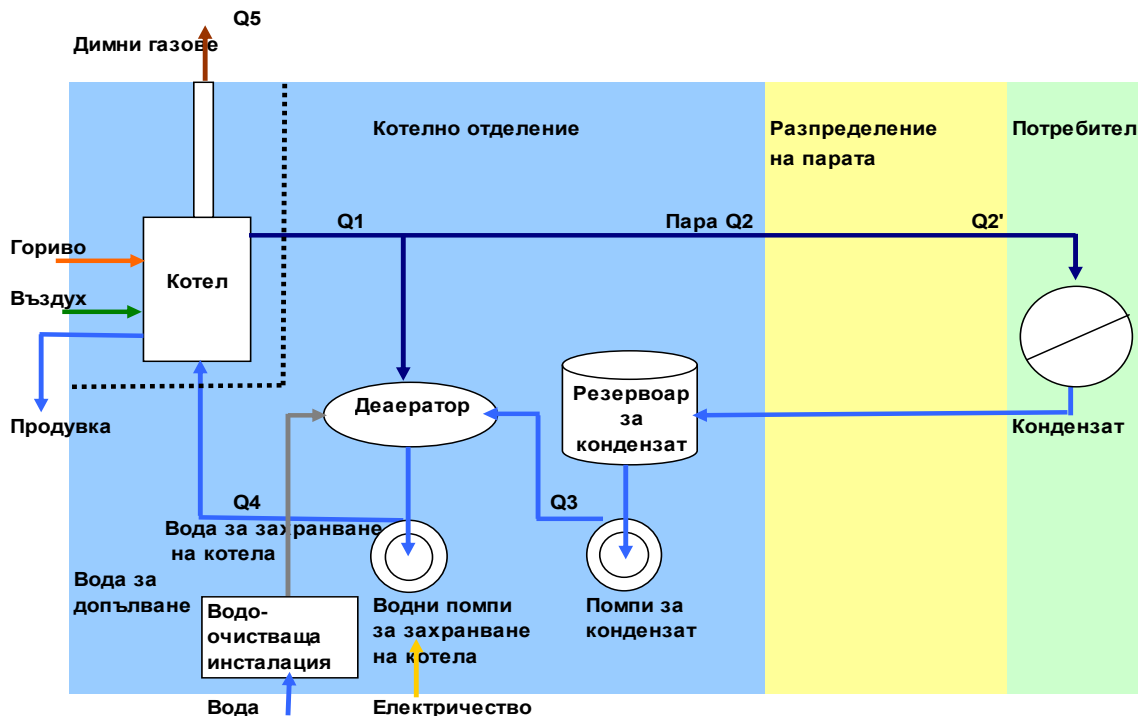 Q5
Димни газове
Котелно отделение
Разпределение
на парата
Потребител
Q1
Пара Q2
Q2'
Гориво
Котел
Въздух
Продувка
Деаератор
Резервоар
за
кондензат
Кондензат
Q4
Q3
Вода за захранване
на котела
Вода за
допълване
Водо-
очистваща
инсталация
Водни помпи
за захранване
на котела
Помпи за
кондензат
Вода
Електричество